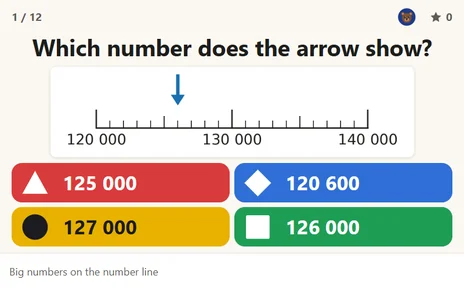 1 / 12
★ 0
Which number does the arrow show?
120 000 130 000 140 000
125 000
120 600
127 000
126 000
Big numbers on the number line